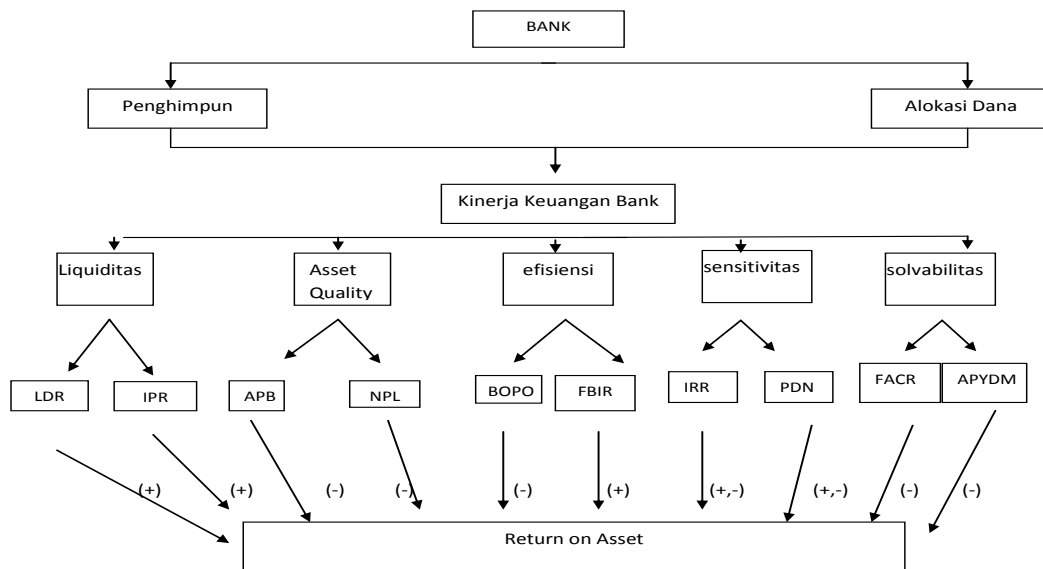 BANK
Penghimpun
Alokasi Dana
Kinerja Keuangan Bank
Liquiditas
Asset
Quality
efisiensi
sensitivitas
solvabilitas
LDR
IPR
APB
NPL
BOPO
FBIR
IRR
PDN
FACR
APYDM
(+)
(+)
(-)
(-)
(-)
(+)
(+,-)
(+,-)
(-)
(-)
Return on Asset